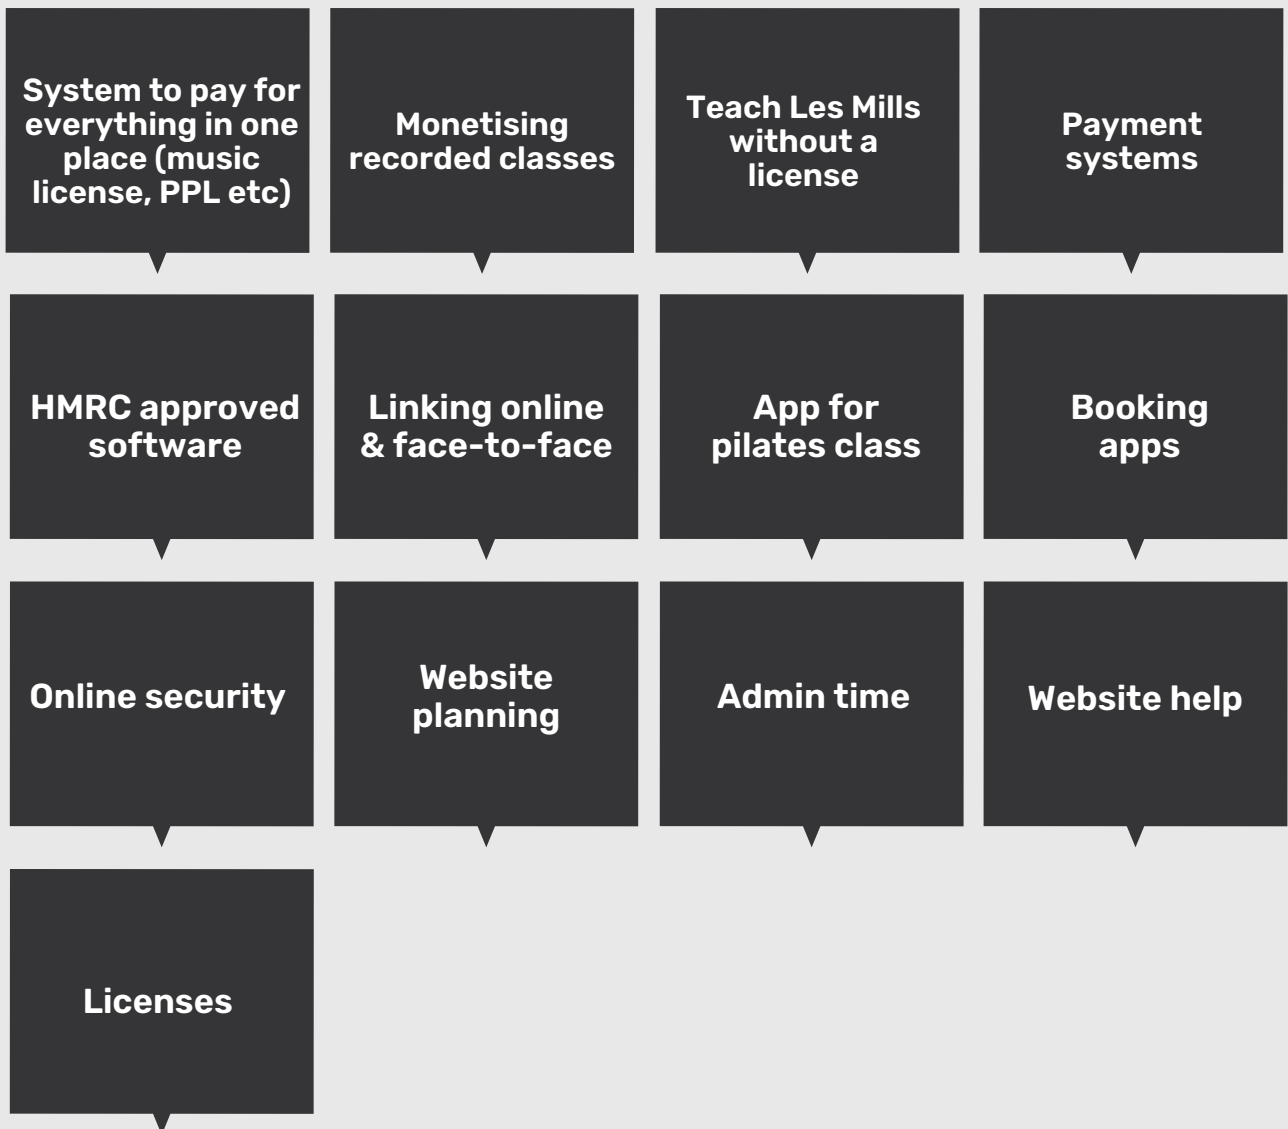 System to pay for
everything in one
place (music
license, PPL etc)
Monetising
recorded classes
Teach Les Mills
without a
license
Payment
systems
HMRC approved
software
Linking online
& face-to-face
App for
pilates class
Booking
apps
Online security
Website
planning
Admin time
Website help
Licenses